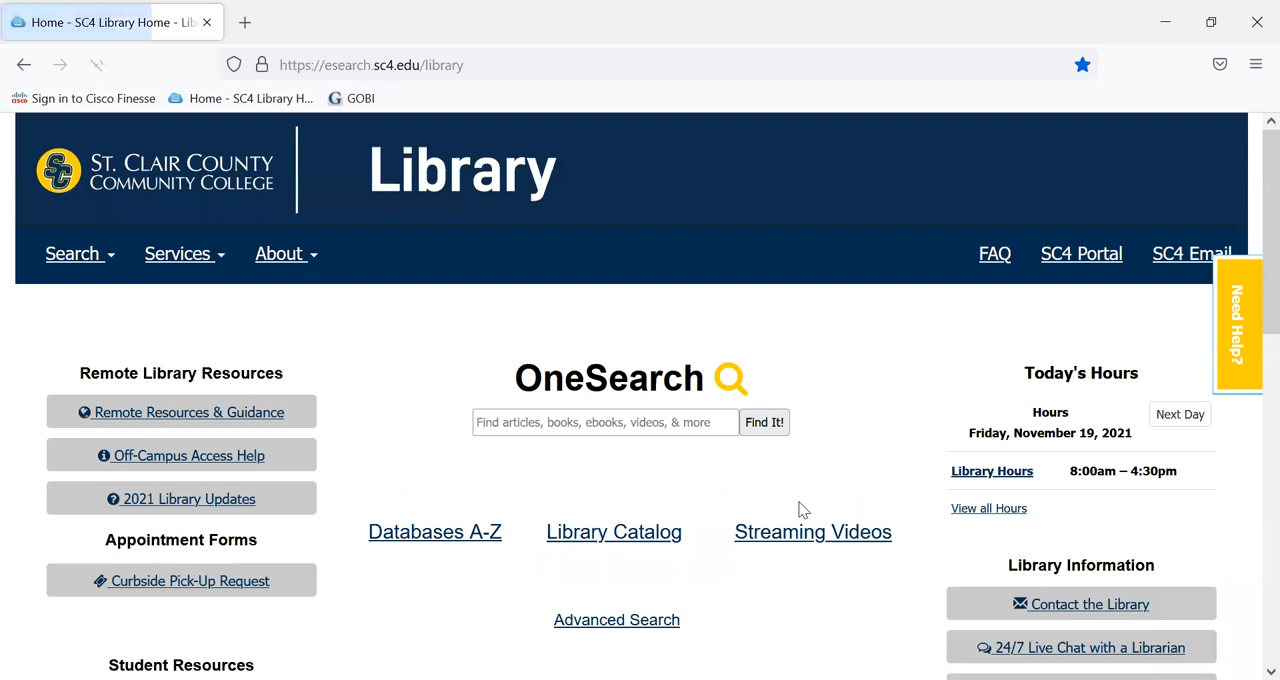 Home - SC4 Library Home - Lib
https://esearch.sc4.edu/library
Sign in to Cisco Finesse
Home - SC4 Library H...
GOBI
ST. CLAIR COUNTY
COMMUNITY COLLEGE
Library
Search
Services
About
FAQ
SC4 Portal
SC4 Email
Need Help?
Remote Library Resources
Remote Resources & Guidance
Off-Campus Access Help
2021 Library Updates
Appointment Forms
Curbside Pick-Up Request
Student Resources
OneSearch
Find articles, books, ebooks, videos, & more
Find It!
Databases A-Z
Library Catalog
Streaming Videos
Advanced Search
Today's Hours
Hours
Friday, November 19, 2021
Next Day
Library Hours 8:00am – 4:30pm
View all Hours
Library Information
Contact the Library
24/7 Live Chat with a Librarian